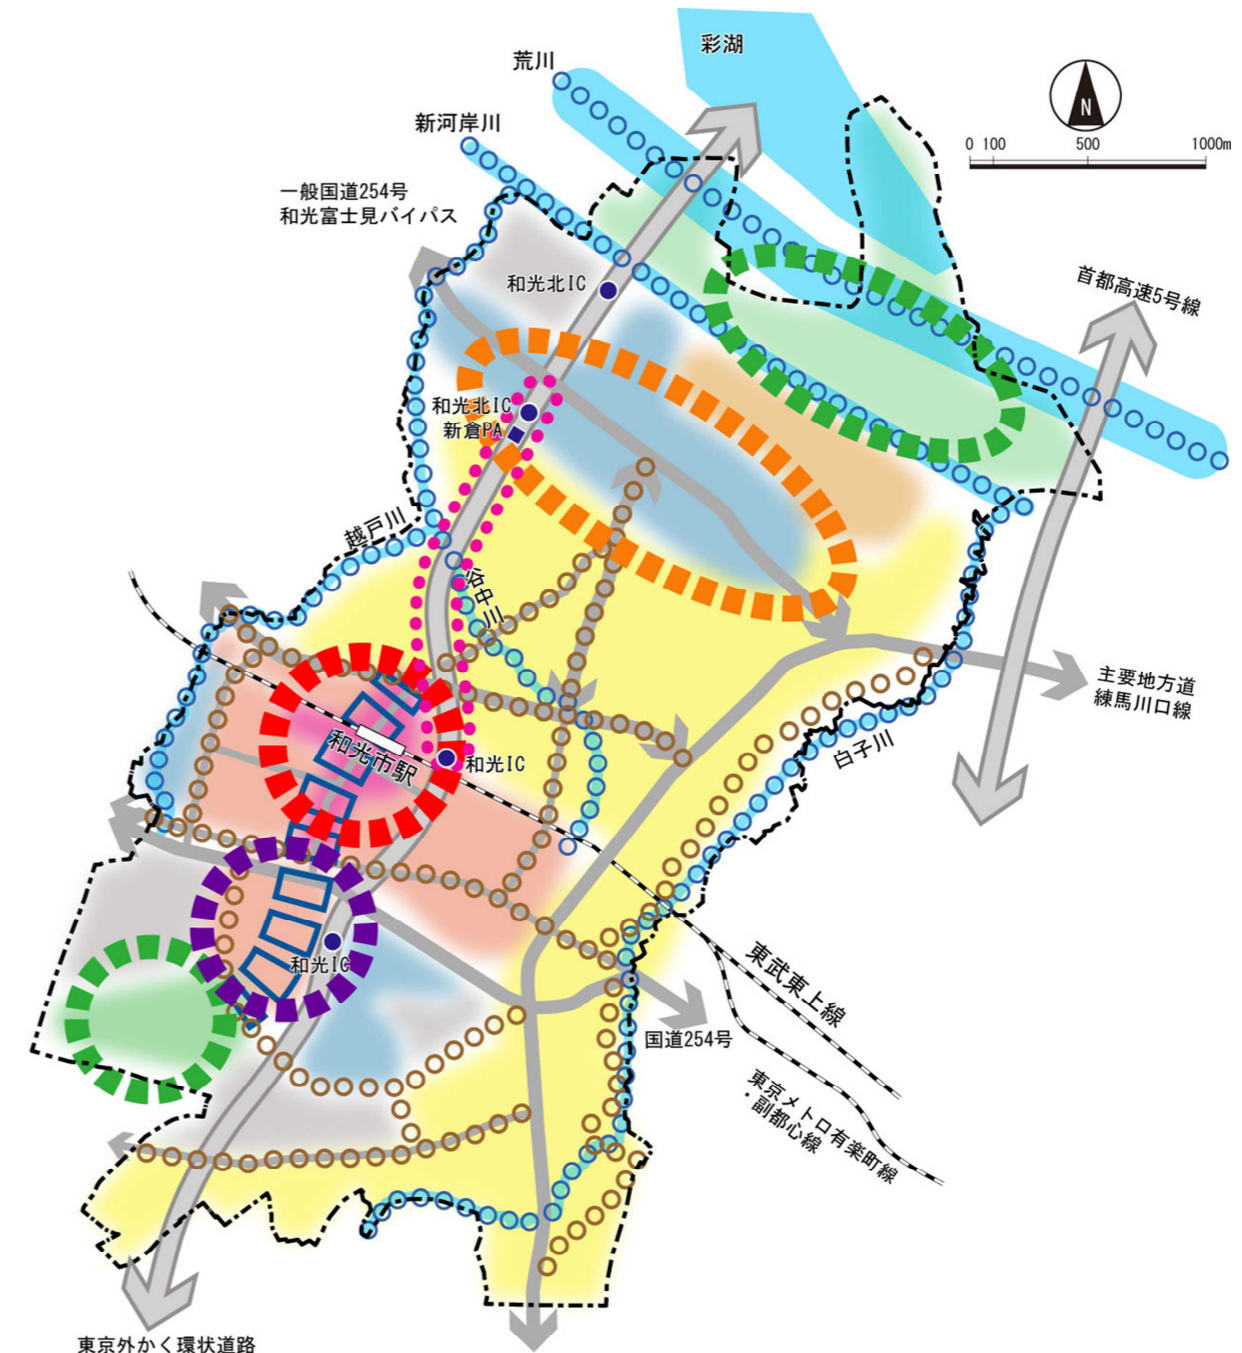 彩湖
荒川
新河岸川
N
0 100 500 1000m
一般国道254号
和光富士見バイパス
和光北IC
首都高速5号線
和光北IC
新倉PA
越戸川
谷中川
主要地方道
練馬川口線
白子川
和光市駅
和光IC
和光IC
東武東上線
国道254号
東京メトロ有楽町線
・副都心線
東京外かく環状道路